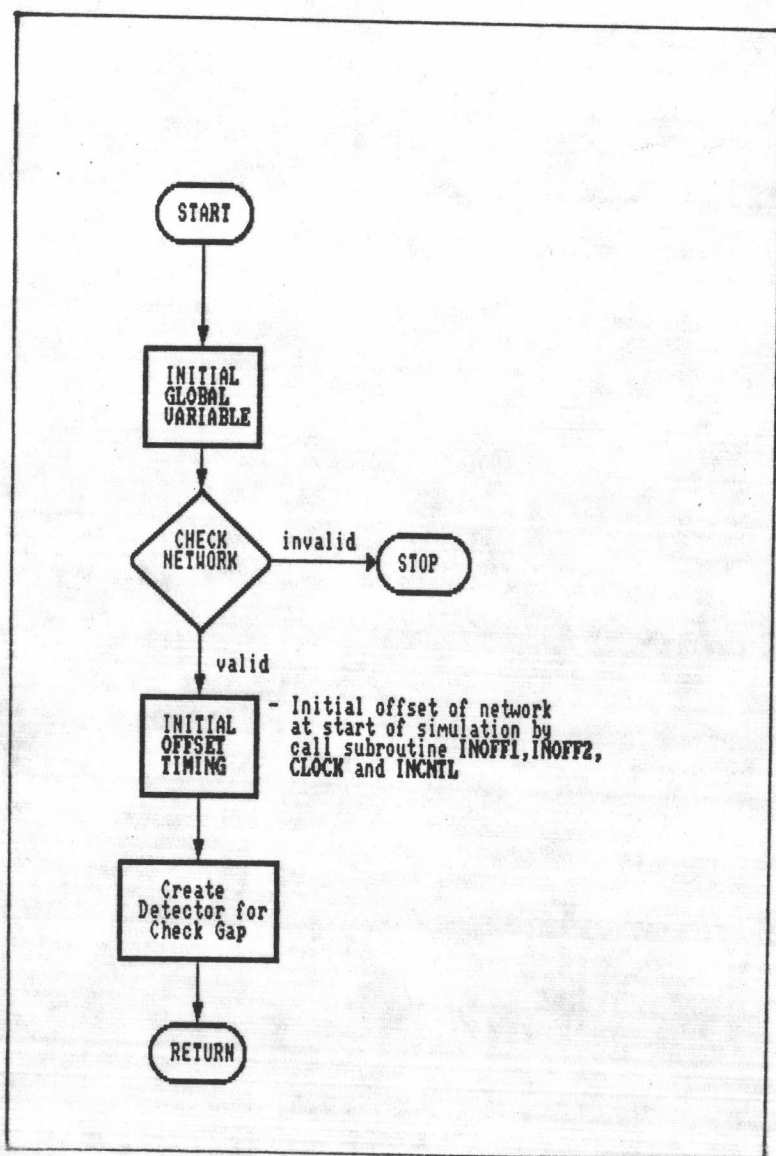 START
INITIAL
GLOBAL
VARIABLE
CHECK
NETWORK
invalid
STOP
valid
INITIAL
OFFSET
TIMING
- Initial offset of network
at start of simulation by
call subroutine INOFF1,INOFF2,
CLOCK and INCNTL
Create
Detector for
Check Gap
RETURN